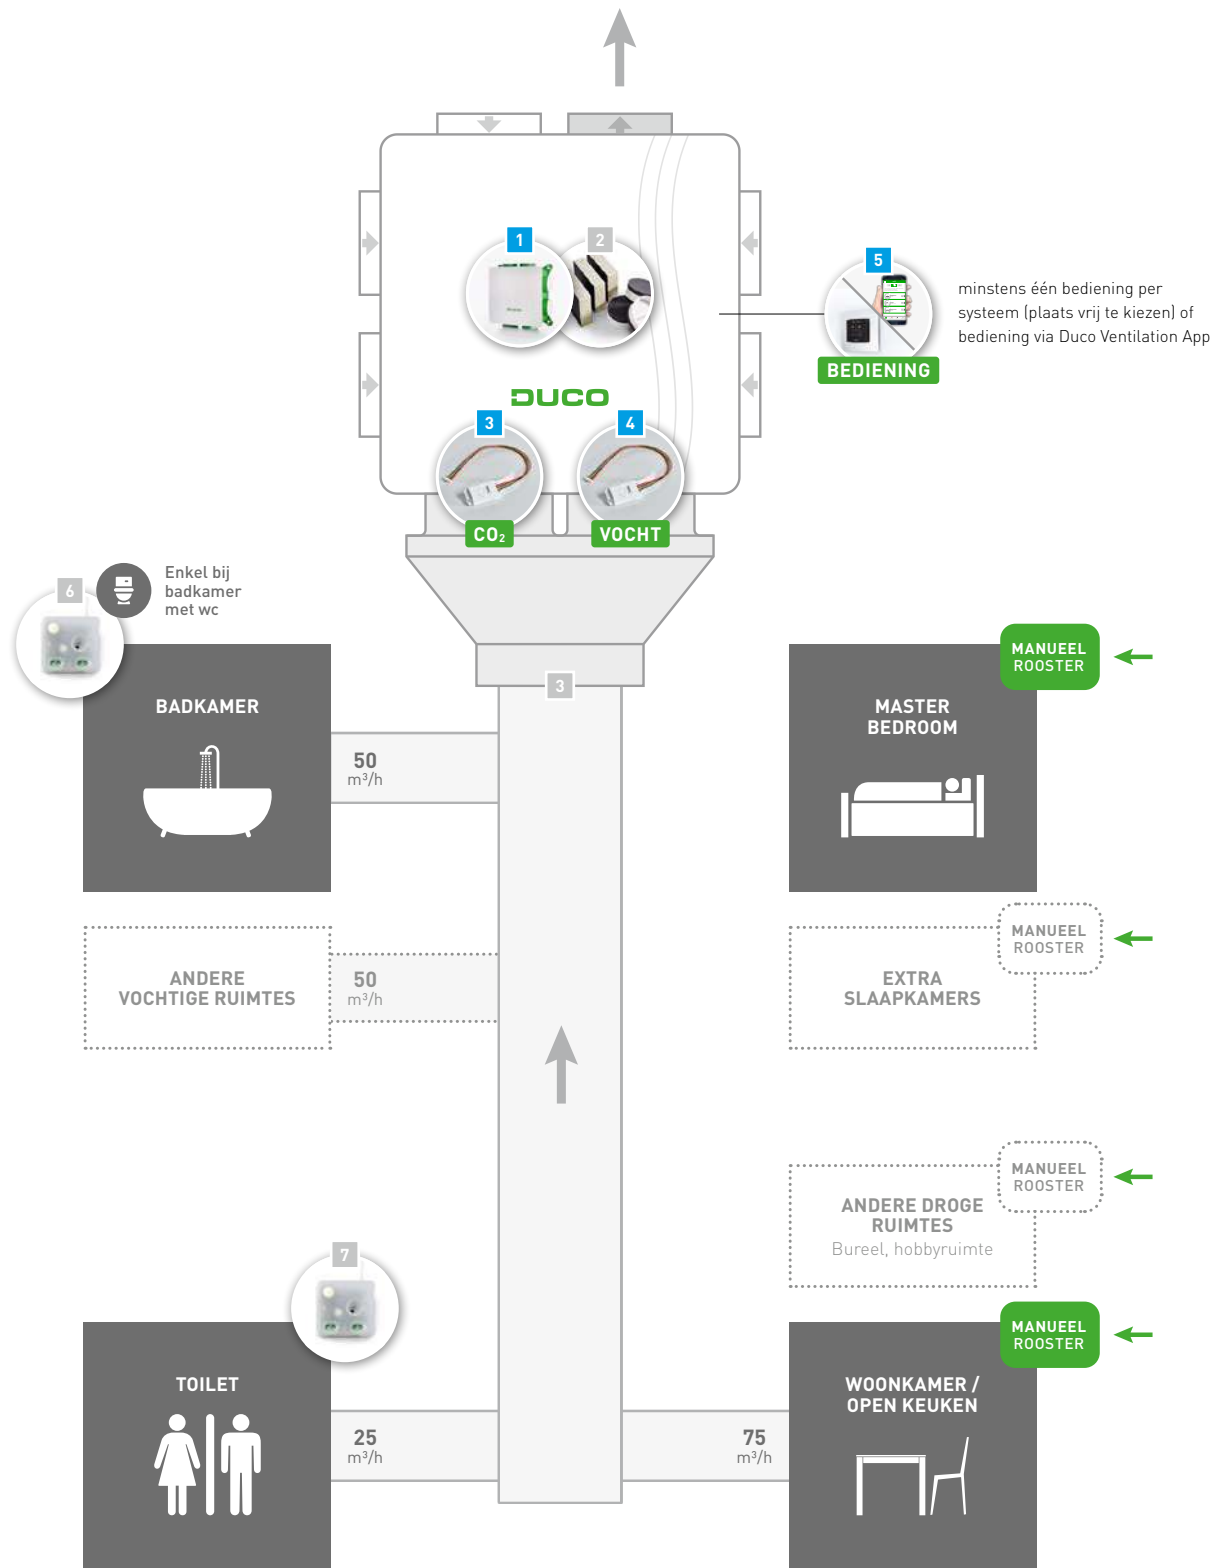 1
2
5
minstens één bediening per
systeem (plaats vrij te kiezen) of
bediening via Duco Ventilation App
BEDIENING
DUCO
3
4
CO₂
VOCHT
6
Enkel bij
badkamer
met wc
3
BADKAMER
50
m³/h
MANUEEL
ROOSTER
MASTER
BEDROOM
ANDERE
VOCHTIGE RUIMTES
50
m³/h
MANUEEL
ROOSTER
EXTRA
SLAAPKAMERS
MANUEEL
ROOSTER
ANDERE DROGE
RUIMTES
Bureel, hobbyruimte
7
TOILET
25
m³/h
75
m³/h
MANUEEL
ROOSTER
WOONKAMER /
OPEN KEUKEN